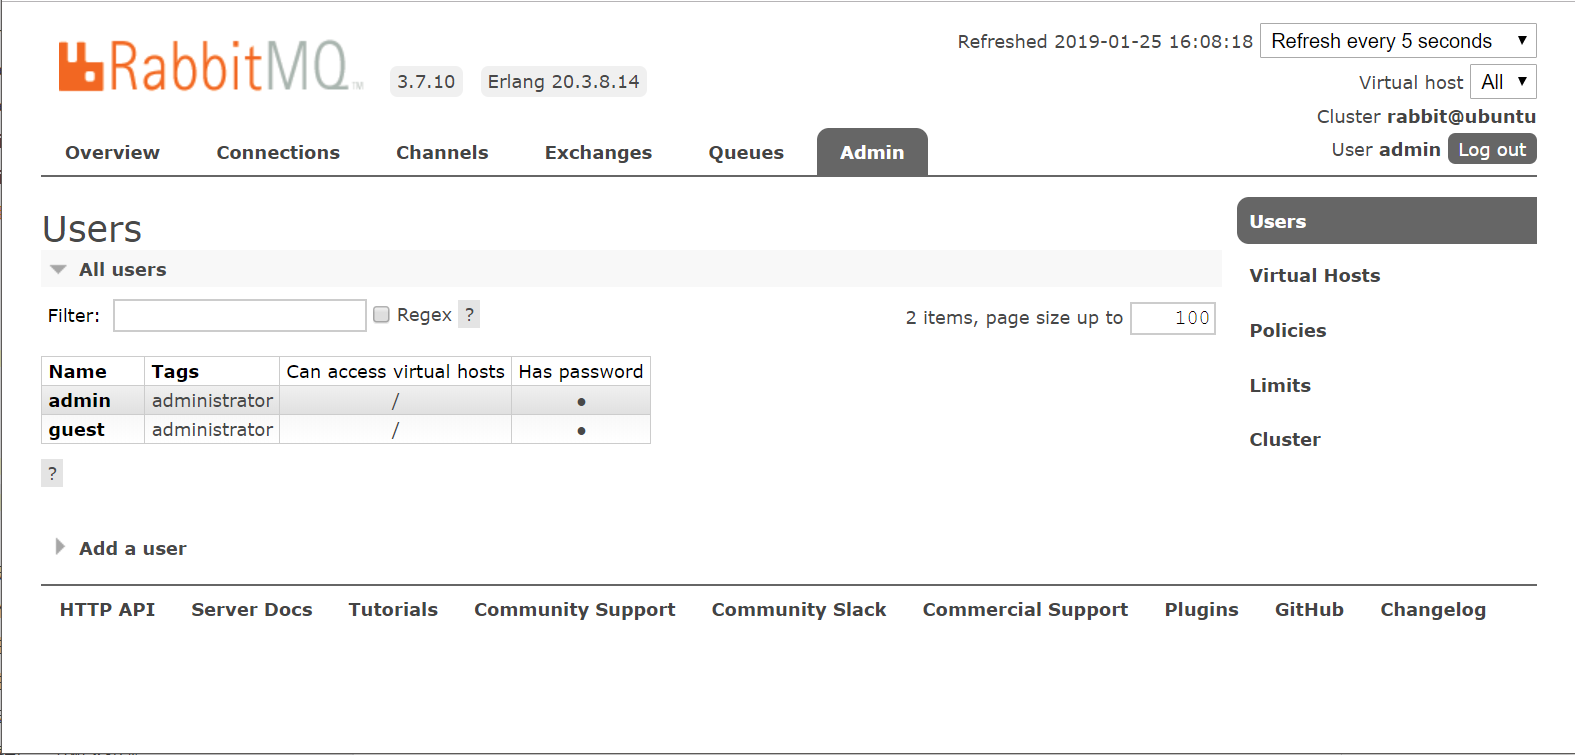 RabbitMQ™ 3.7.10 Erlang 20.3.8.14
Refreshed 2019-01-25 16:08:18 Refresh every 5 seconds
Virtual host All
Cluster rabbit@ubuntu
User admin Log out
Overview Connections Channels Exchanges Queues Admin
Users
All users
Filter: Regex ?
2 items, page size up to 100
Name Tags Can access virtual hosts Has password
admin administrator / ●
guest administrator / ●
?
Add a user
Users
Virtual Hosts
Policies
Limits
Cluster
HTTP API Server Docs Tutorials Community Support Community Slack Commercial Support Plugins GitHub Changelog